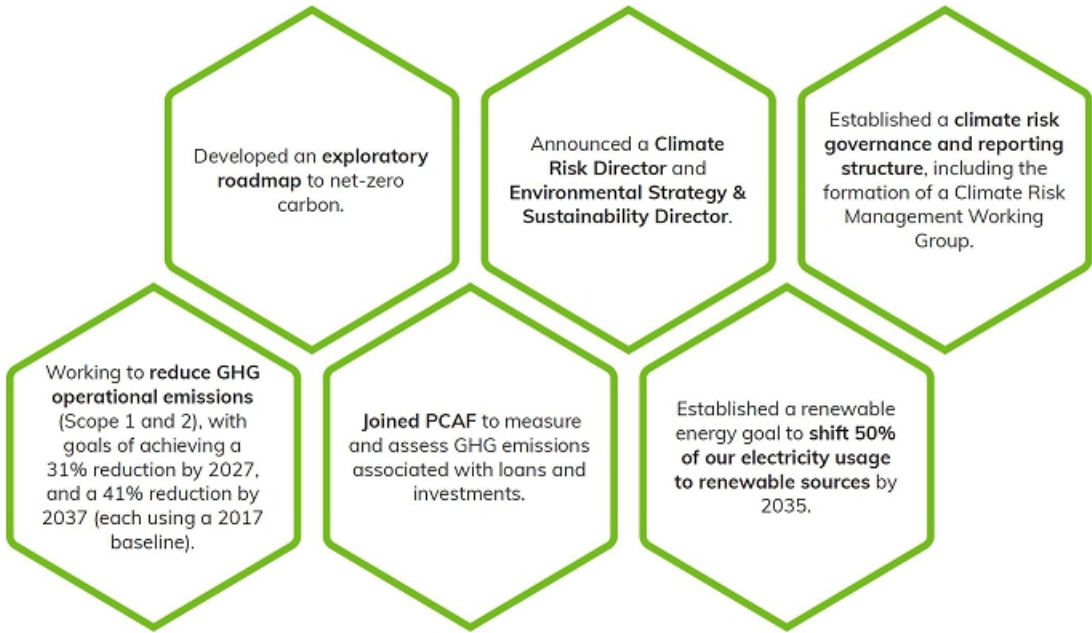 Developed an exploratory
roadmap to net-zero
carbon.
Announced a Climate
Risk Director and
Environmental Strategy &
Sustainability Director.
Established a climate risk
governance and reporting
structure, including the
formation of a Climate Risk
Management Working
Group.
Working to reduce GHG
operational emissions
(Scope 1 and 2), with
goals of achieving a
31% reduction by 2027,
and a 41% reduction by
2037 (each using a 2017
baseline).
Joined PCAF to measure
and assess GHG emissions
associated with loans and
investments.
Established a renewable
energy goal to shift 50%
of our electricity usage
to renewable sources by
2035.